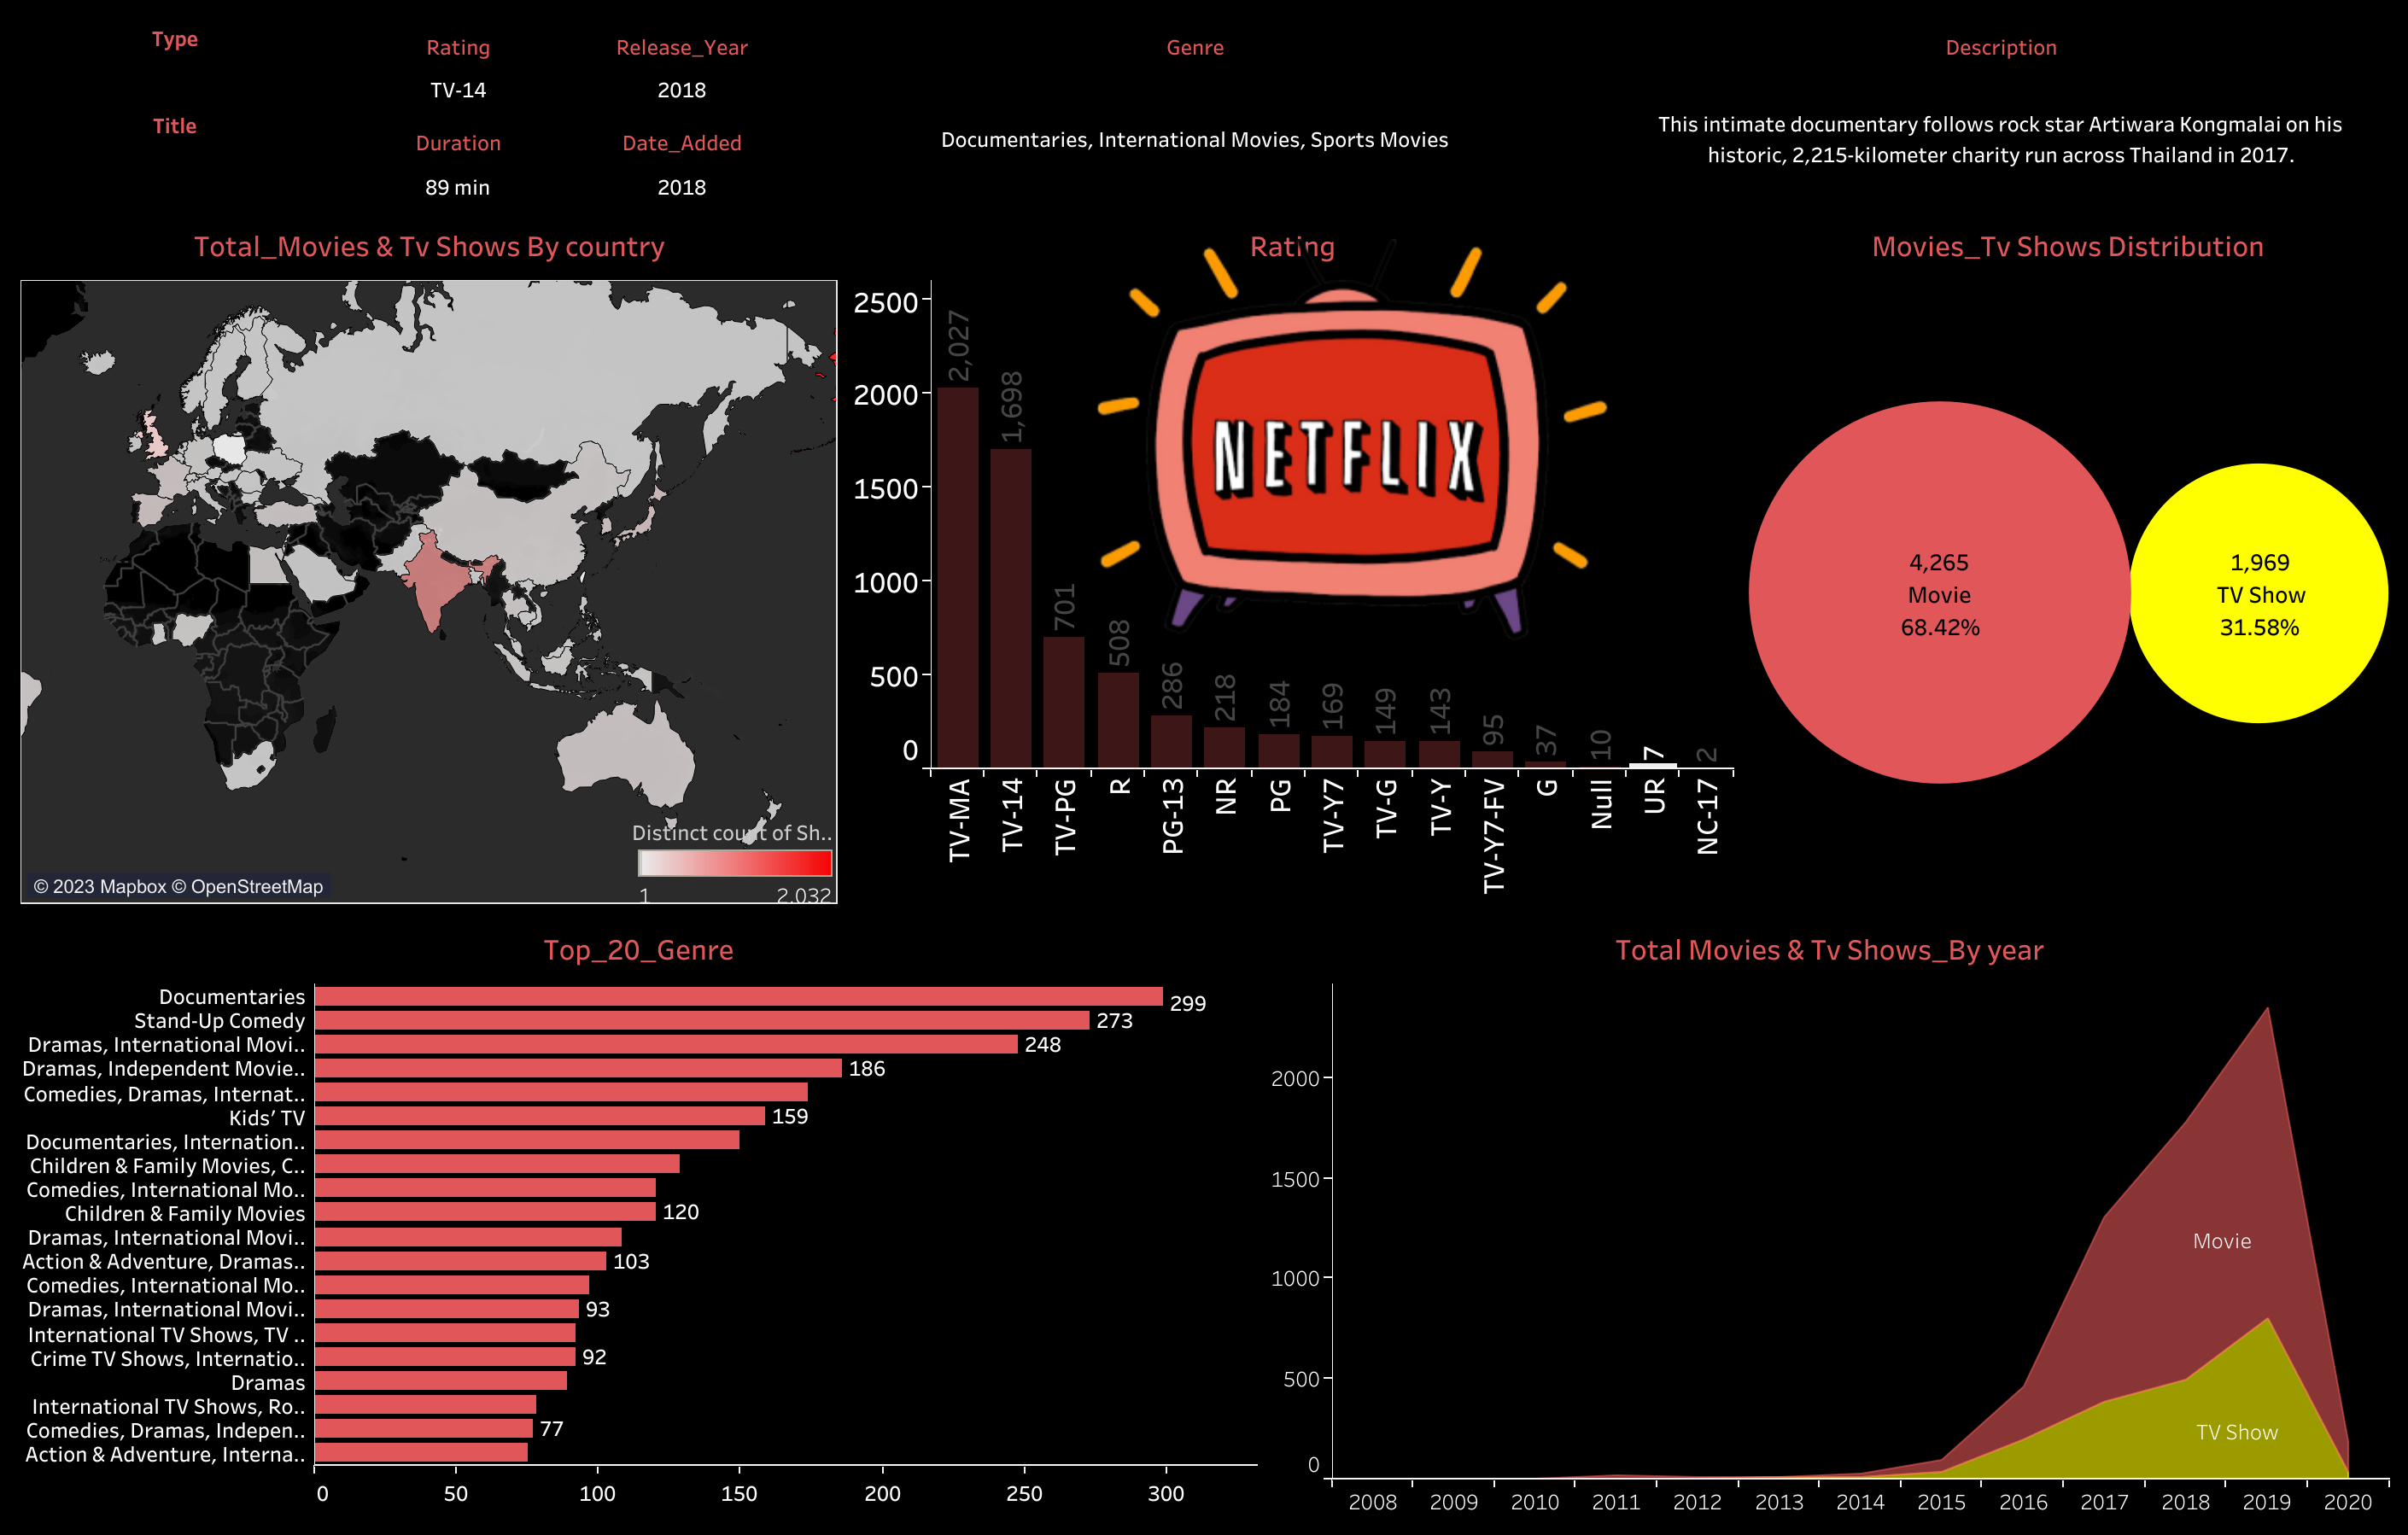 Type
Rating
Release_Year
Genre
Description
TV-14
2018
Title
Duration
Date_Added
Documentaries, International Movies, Sports Movies
This intimate documentary follows rock star Artiwara Kongmalai on his
historic, 2,215-kilometer charity run across Thailand in 2017.
89 min
2018
Total_Movies & Tv Shows By country
Distinct count of Sh..
1
2,032
© 2023 Mapbox © OpenStreetMap
Rating
2500
2000
1500
1000
500
0
2,027
1,698
701
508
286
218
184
169
149
143
95
37
10
7
2
TV-MA
TV-14
TV-PG
R
PG-13
NR
PG
TV-Y7
TV-G
TV-Y
TV-Y7-FV
G
Null
UR
NC-17
NETFLIX
Movies_Tv Shows Distribution
4,265
Movie
68.42%
1,969
TV Show
31.58%
Top_20_Genre
Documentaries
299
Stand-Up Comedy
273
Dramas, International Movi..
248
Dramas, Independent Movie..
186
Comedies, Dramas, Internat..
Kids’ TV
159
Documentaries, Internation..
Children & Family Movies, C..
Comedies, International Mo..
Children & Family Movies
120
Dramas, International Movi..
Action & Adventure, Dramas..
103
Comedies, International Mo..
Dramas, International Movi..
93
International TV Shows, TV ..
Crime TV Shows, Internatio..
92
Dramas
International TV Shows, Ro..
Comedies, Dramas, Indepen..
77
Action & Adventure, Interna..
0
50
100
150
200
250
300
Total Movies & Tv Shows_By year
2000
1500
1000
500
0
Movie
TV Show
2008
2009
2010
2011
2012
2013
2014
2015
2016
2017
2018
2019
2020